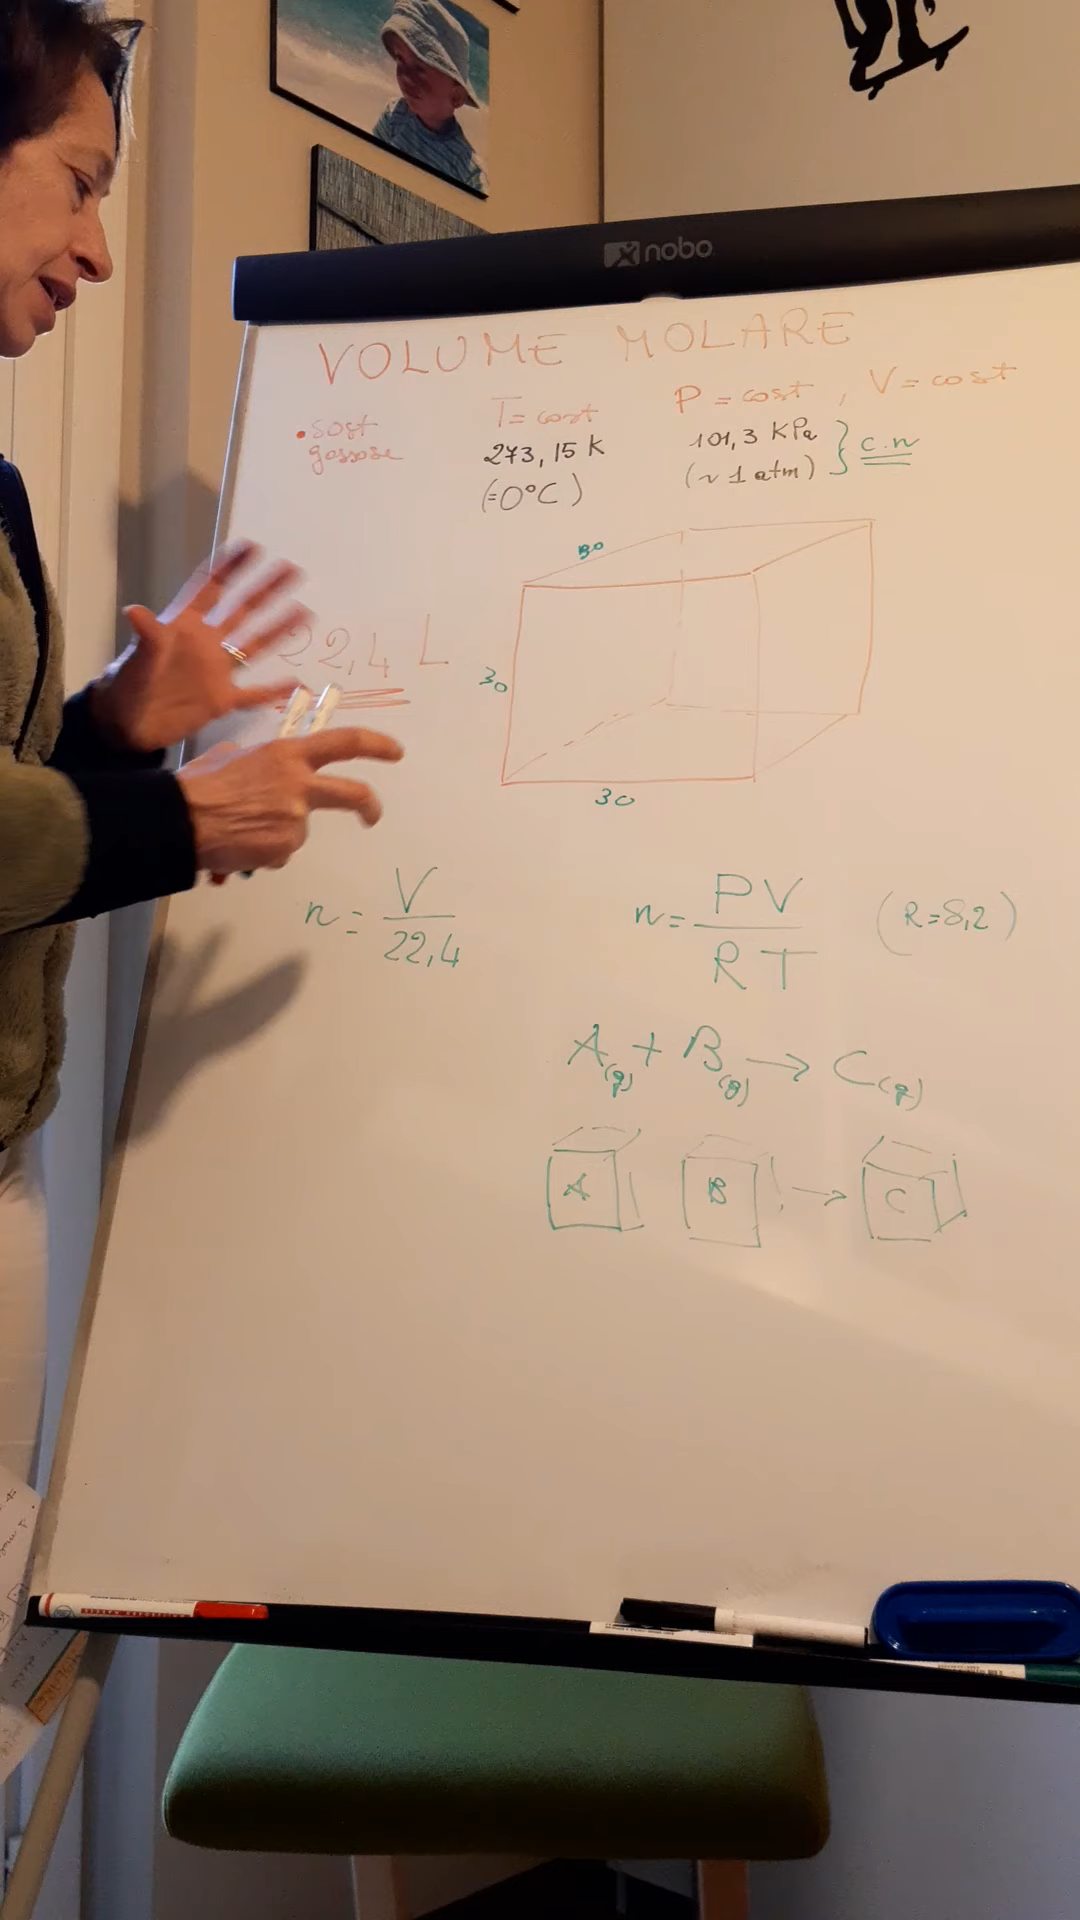 nobo
VOLUME MOLARE
• sost gassose
T = cost
P = cost , V = cost
273,15 K
(=0°C)
101,3 KPa
(~ 1 atm)
c.n
30
22,4 L
30
30
n = V / 22,4
n = PV / RT
(R=8,2)
A(g) + B(g) → C(g)
A B → C